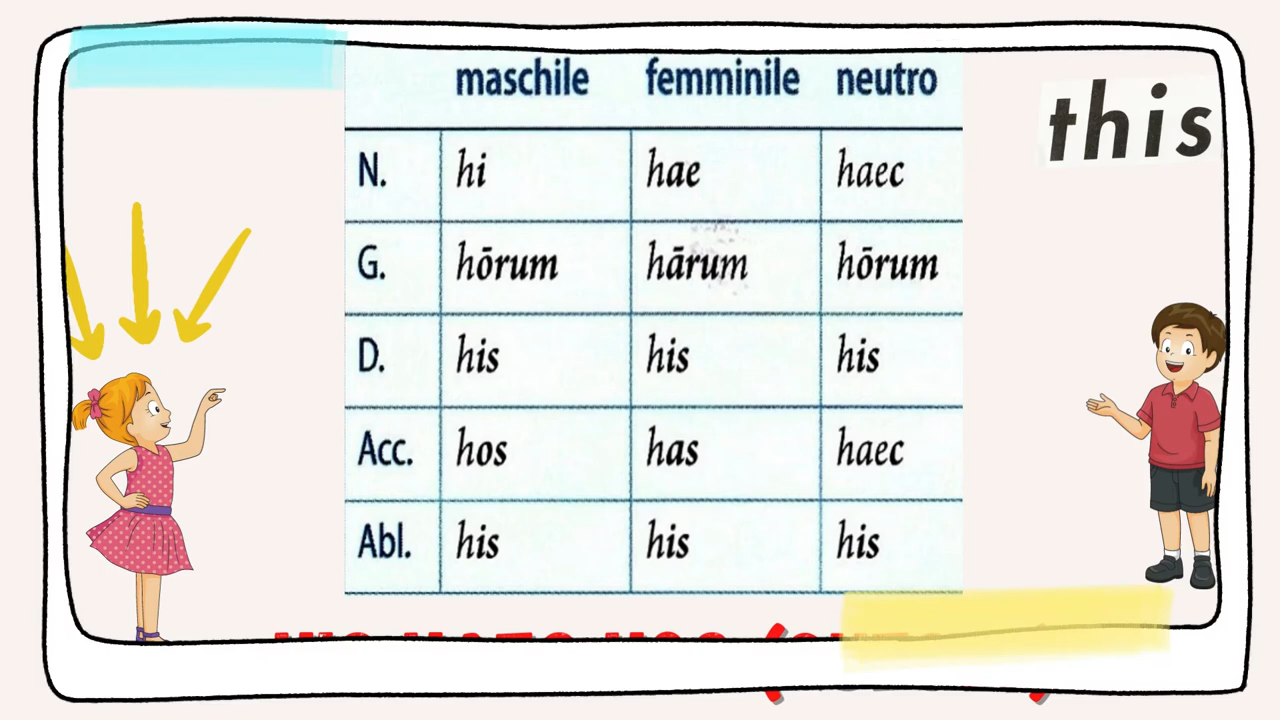 maschile femminile neutro
this
N. hi hae haec
G. hōrum hārum hōrum
D. his his his
Acc. hos has haec
Abl. his his his